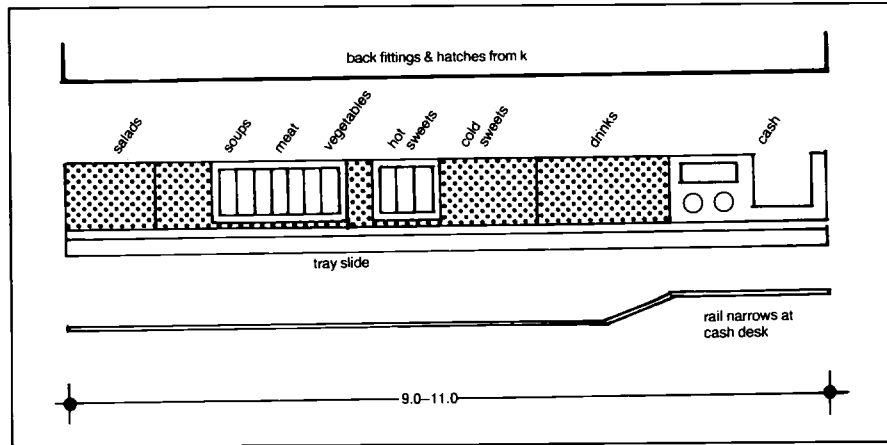 back fittings & hatches from k
salads
soups
meat
vegetables
hot
sweets
cold
sweets
drinks
cash
tray slide
rail narrows at
cash desk
9.0–11.0